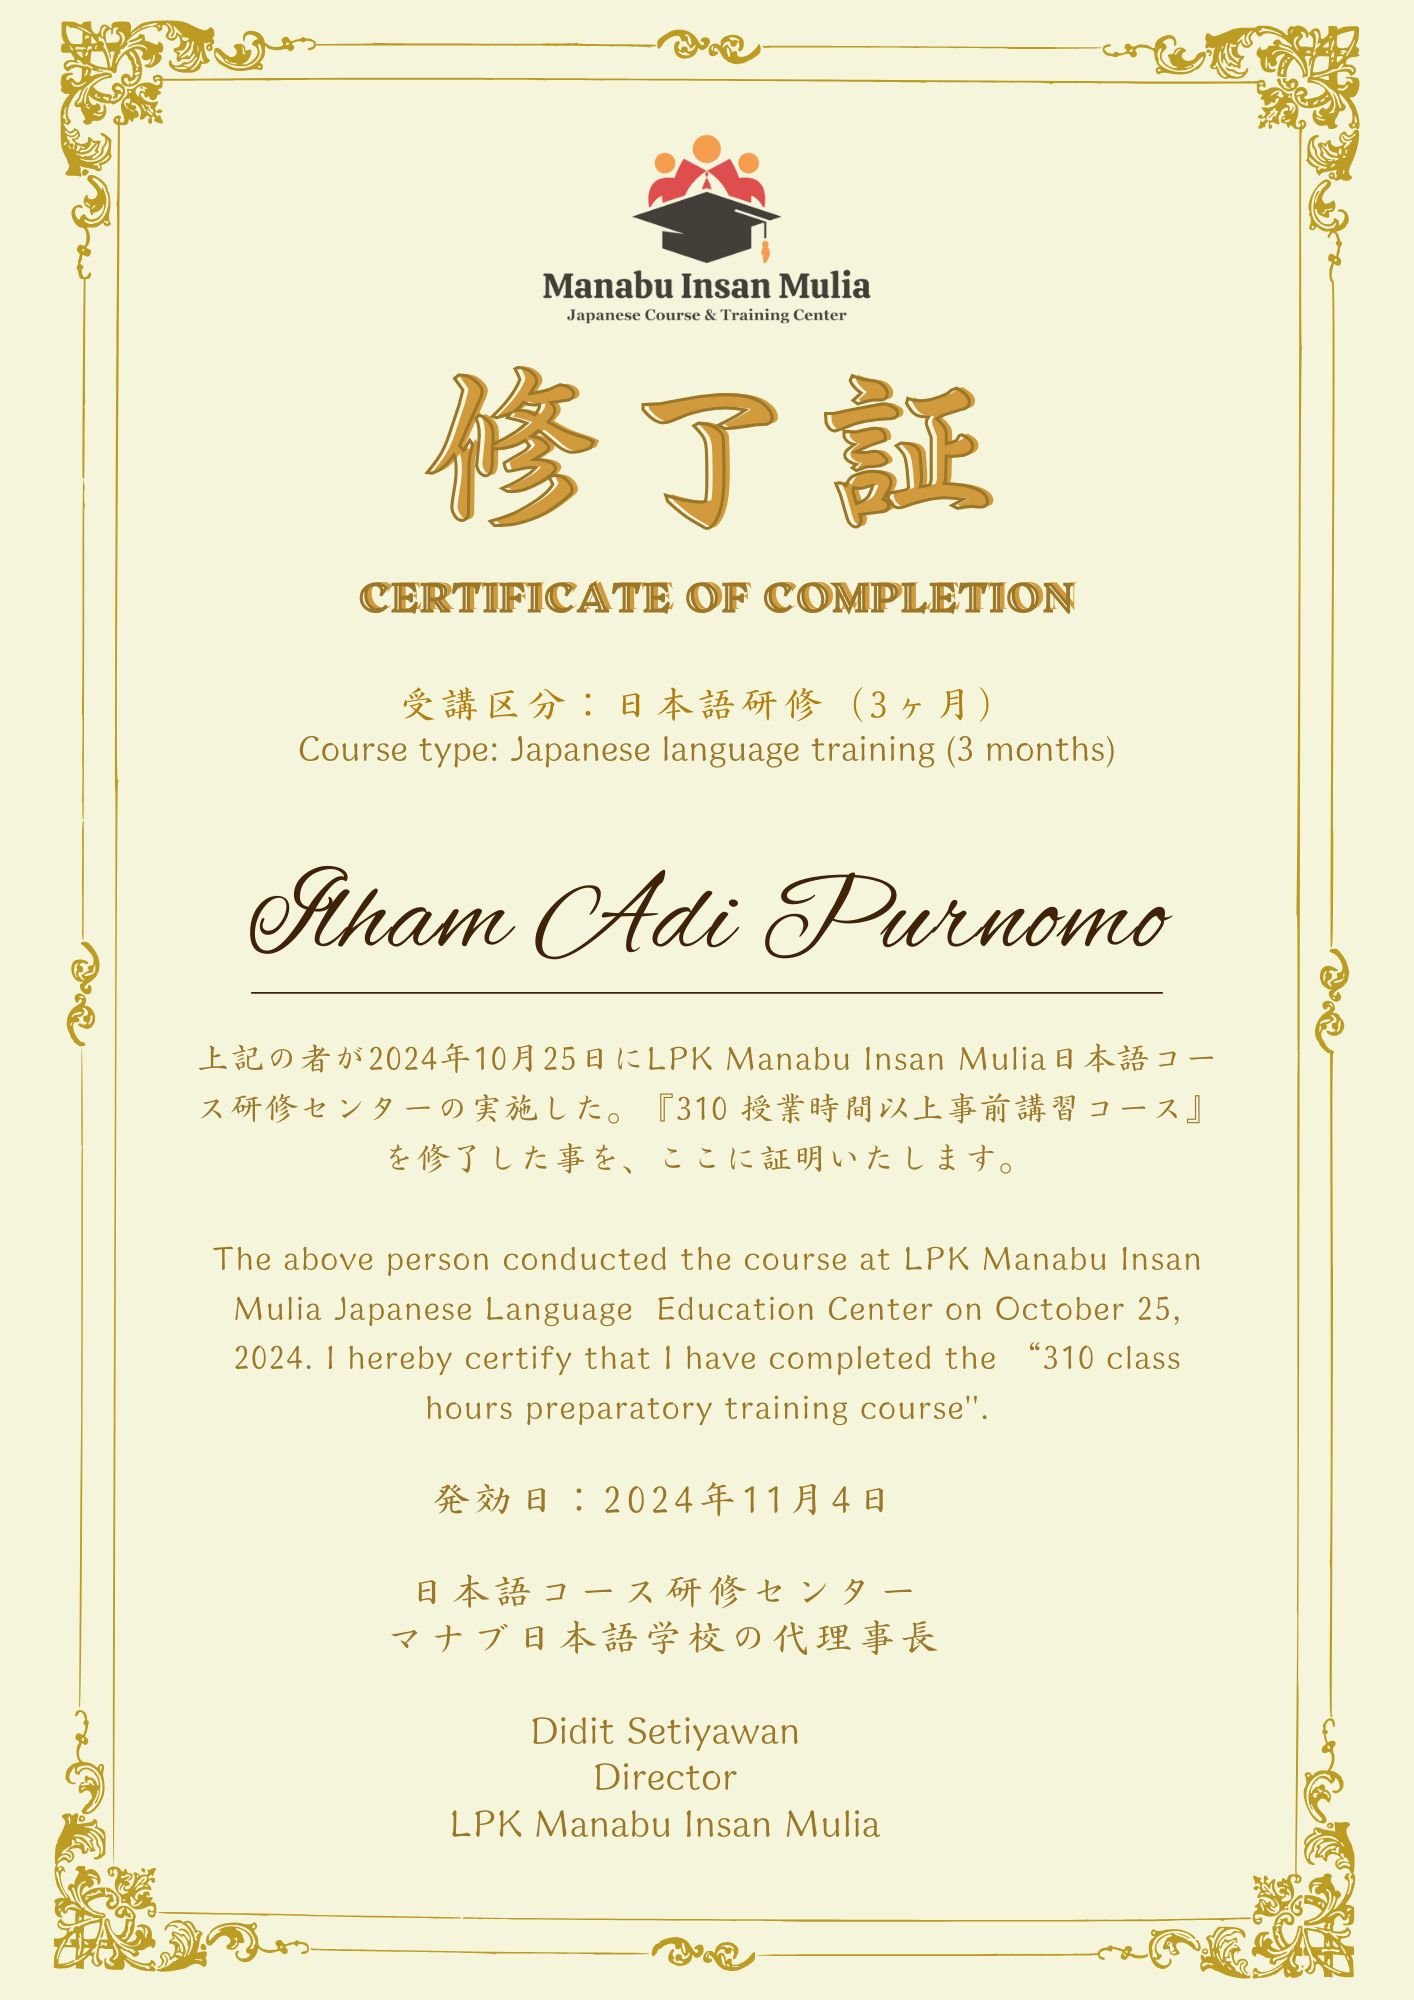 Manabu Insan Mulia
Japanese Course & Training Center
修了証
CERTIFICATE OF COMPLETION
受講区分：日本語研修（3ヶ月）
Course type: Japanese language training (3 months)
Ilham Adi Purnomo
上記の者が2024年10月25日にLPK Manabu Insan Mulia日本語コー
ス研修センターの実施した。『310 授業時間以上事前講習コース』
を修了した事を、ここに証明いたします。
The above person conducted the course at LPK Manabu Insan
Mulia Japanese Language Education Center on October 25,
2024. I hereby certify that I have completed the “310 class
hours preparatory training course".
発効日：2024年11月4日
日本語コース研修センター
マナブ日本語学校の代理事長
Didit Setiyawan
Director
LPK Manabu Insan Mulia